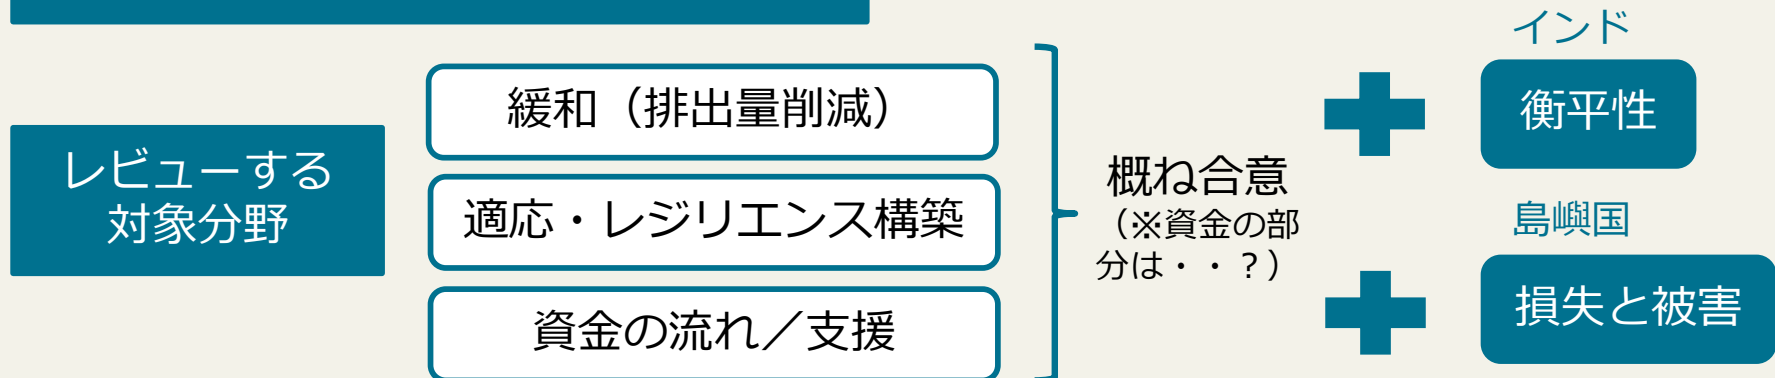 レビューする
対象分野
緩和（排出量削減）
適応・レジリエンス構築
資金の流れ／支援
概ね合意
（※資金の部
分は・・？）
インド
衡平性
島嶼国
損失と被害